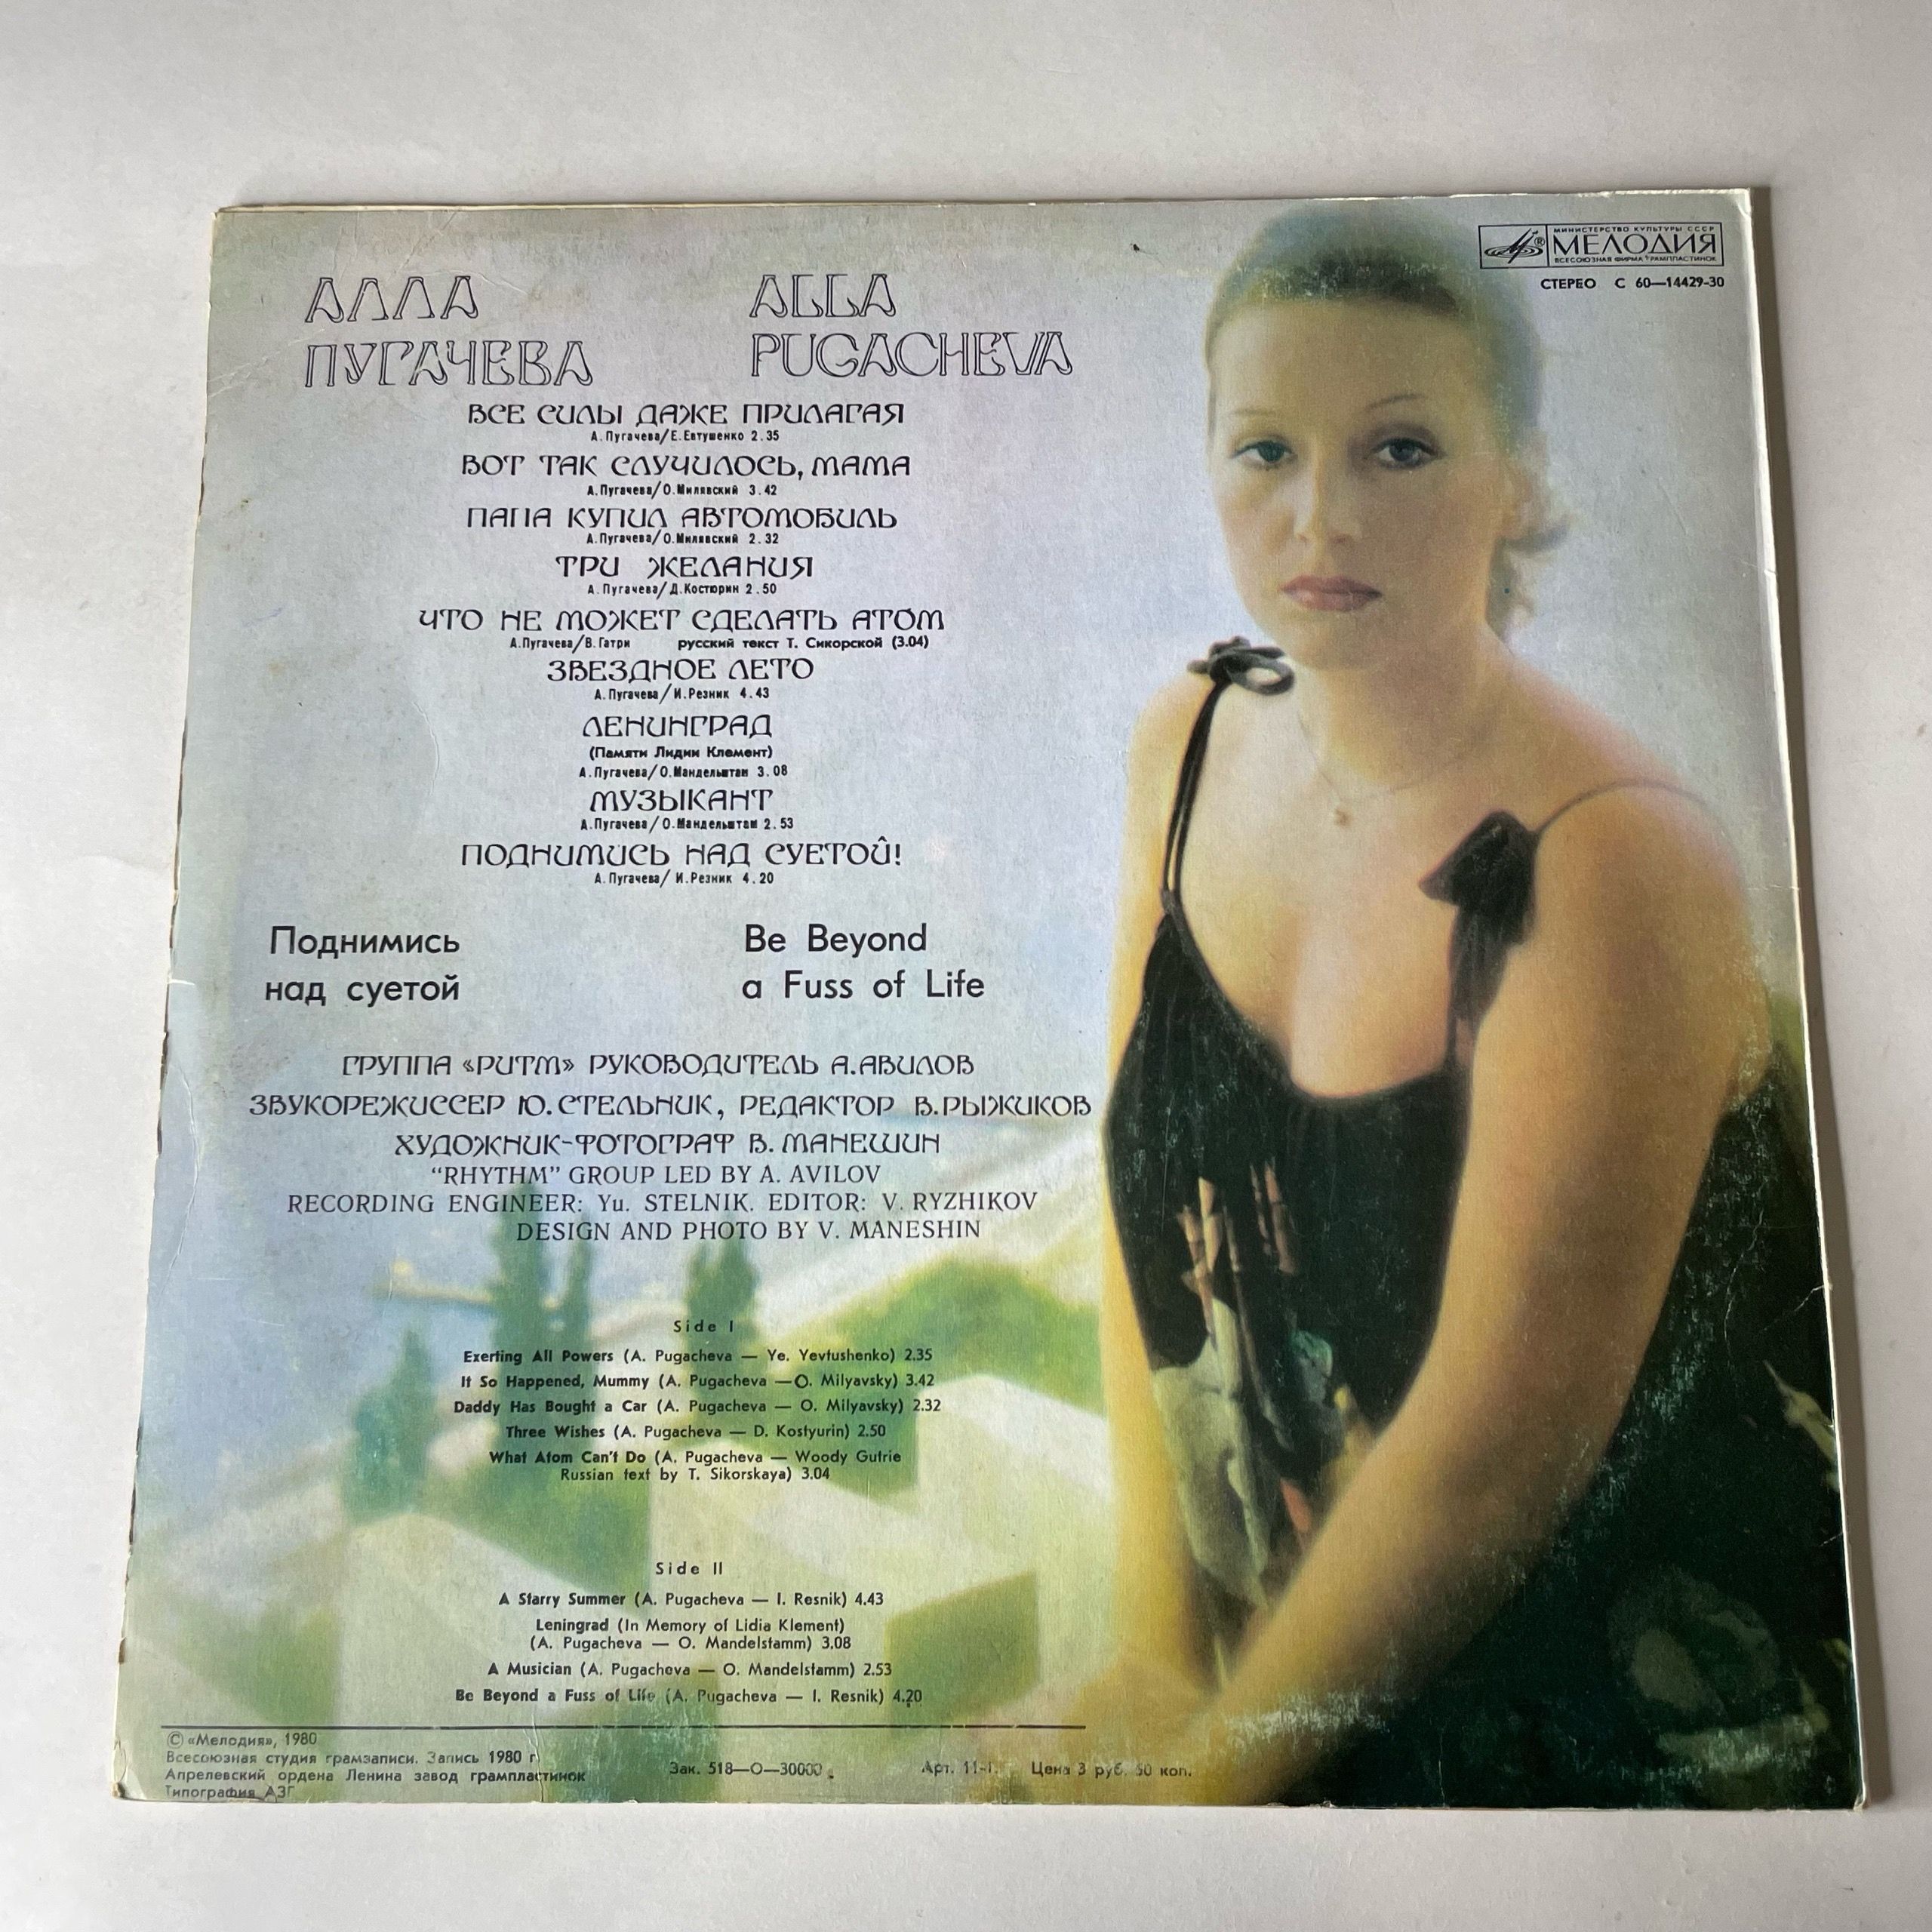 МИНИСТЕРСТВО КУЛЬТУРЫ СССР
МЕЛОДИЯ
ВСЕСОЮЗНАЯ ФИРМА ГРАМПЛАСТИНОК
СТЕРЕО С 60—14429-30
АЛЛА
ПУГАЧЕВА
ALLA
PUGACHEVA
ВСЕ СИЛЫ ДАЖЕ ПРИЛАГАЯ
А.Пугачева/Е.Евтушенко 2.35
ВОТ ТАК СЛУЧИЛОСЬ, МАМА
А.Пугачева/О.Милявский 3.42
ПАПА КУПИЛ АВТОМОБИЛЬ
А.Пугачева/О.Милявский 2.32
ТРИ ЖЕЛАНИЯ
А.Пугачева/Д.Костюрин 2.50
ЧТО НЕ МОЖЕТ СДЕЛАТЬ АТОМ
А.Пугачева/В.Гатри русский текст Т. Сикорской (3.04)
ЗВЕЗДНОЕ ЛЕТО
А.Пугачева/И.Резник 4.43
ЛЕНИНГРАД
(Памяти Лидии Клемент)
А.Пугачева/О.Мандельштам 3.08
МУЗЫКАНТ
А.Пугачева/О.Мандельштам 2.53
ПОДНИМИСЬ НАД СУЕТОЙ!
А.Пугачева/И.Резник 4.20
Поднимись
над суетой
Be Beyond
a Fuss of Life
ГРУППА «РИТМ» РУКОВОДИТЕЛЬ А.АВИЛОВ
ЗВУКОРЕЖИССЕР Ю.СТЕЛЬНИК, РЕДАКТОР В.РЫЖИКОВ
ХУДОЖНИК-ФОТОГРАФ В. МАНЕШИН
“RHYTHM” GROUP LED BY A. AVILOV
RECORDING ENGINEER: Yu. STELNIK. EDITOR: V. RYZHIKOV
DESIGN AND PHOTO BY V. MANESHIN
Side I
Exerting All Powers (A. Pugacheva — Ye. Yevtushenko) 2.35
It So Happened, Mummy (A. Pugacheva —O. Milyavsky) 3.42
Daddy Has Bought a Car (A. Pugacheva — O. Milyavsky) 2.32
Three Wishes (A. Pugacheva — D. Kostyurin) 2.50
What Atom Can't Do (A. Pugacheva — Woody Gutrie
Russian text by T. Sikorskaya) 3.04
Side II
A Starry Summer (A. Pugacheva — I. Resnik) 4.43
Leningrad (In Memory of Lidia Klement)
(A. Pugacheva — O. Mandelstamm) 3.08
A Musician (A. Pugacheva — O. Mandelstamm) 2.53
Be Beyond a Fuss of Life (A. Pugacheva — I. Resnik) 4.20
© «Мелодия», 1980
Всесоюзная студия грамзаписи. Запись 1980 г.
Апрелевский ордена Ленина завод грампластинок
Типография АЗГ
Зак. 518—О—30000
Арт. 11-1. Цена 3 руб. 50 коп.